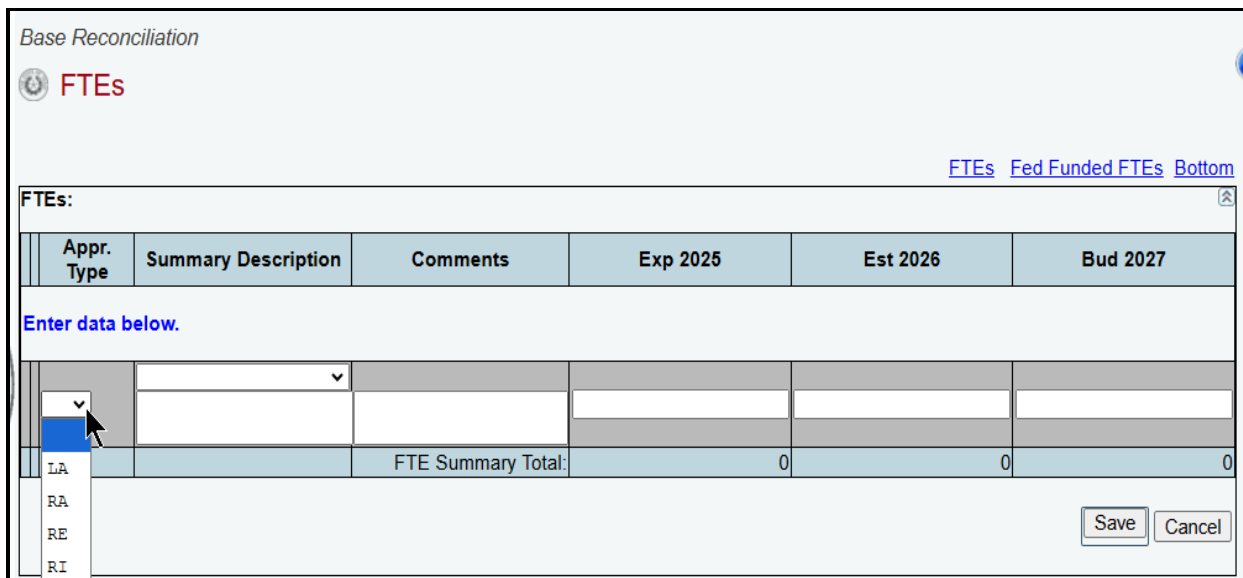 Base Reconciliation
FTEs
FTEs Fed Funded FTEs Bottom
FTEs:
Appr. Type Summary Description Comments Exp 2025 Est 2026 Bud 2027
Enter data below.
LA
FTE Summary Total: 0 0 0
RA
RE
RI
Save Cancel